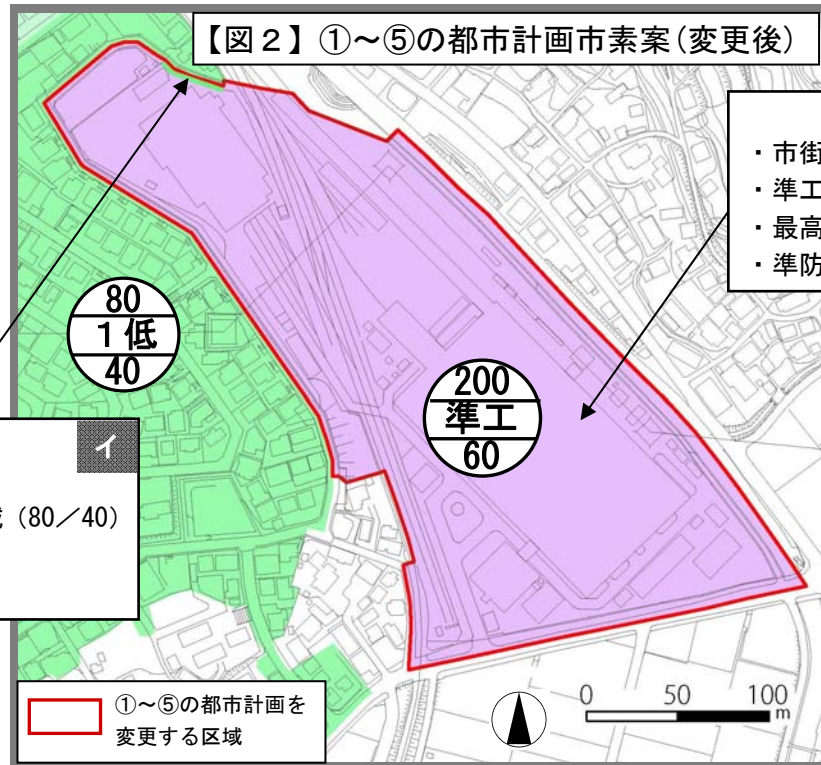 【図２】①～⑤の都市計画市素案（変更後）
・市街
・準工
・最高
・準防
80
１低
40
200
準工
60
イ
（80／40）
①～⑤の都市計画を
変更する区域
0 50 100
m